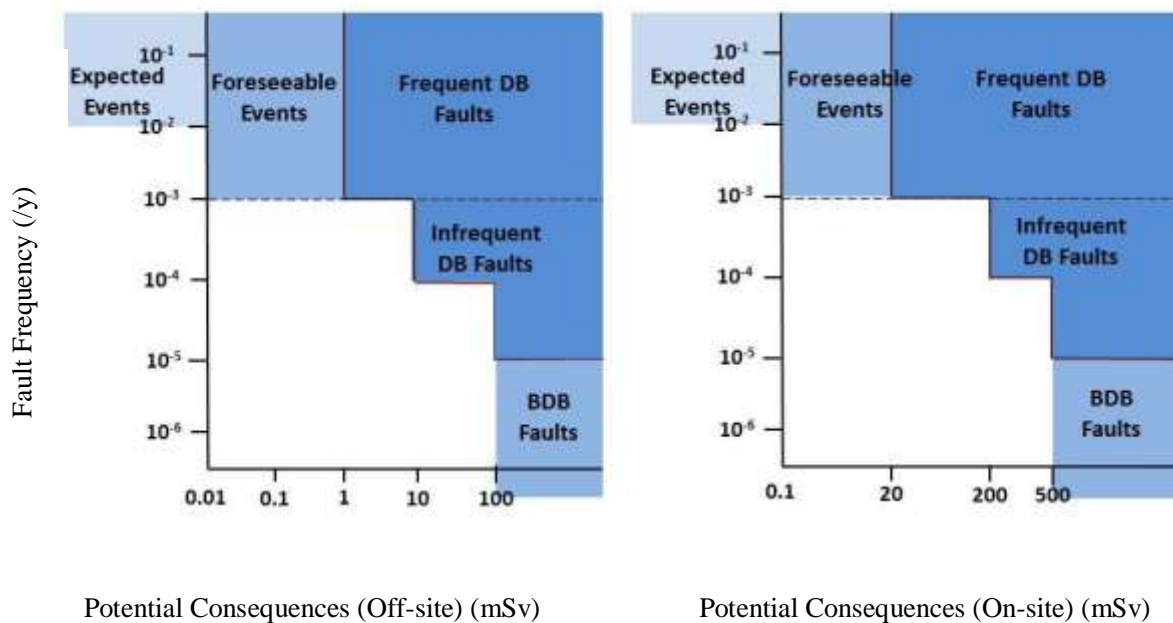 Fault Frequency (/y)
10⁻¹
10⁻²
10⁻³
10⁻⁴
10⁻⁵
10⁻⁶
Expected
Events
Foreseeable
Events
Frequent DB
Faults
Infrequent
DB Faults
BDB
Faults
0.01 0.1 1 10 100
Potential Consequences (Off-site) (mSv)
10⁻¹
10⁻²
10⁻³
10⁻⁴
10⁻⁵
10⁻⁶
Expected
Events
Foreseeable
Events
Frequent DB
Faults
Infrequent
DB Faults
BDB
Faults
0.1 20 200 500
Potential Consequences (On-site) (mSv)